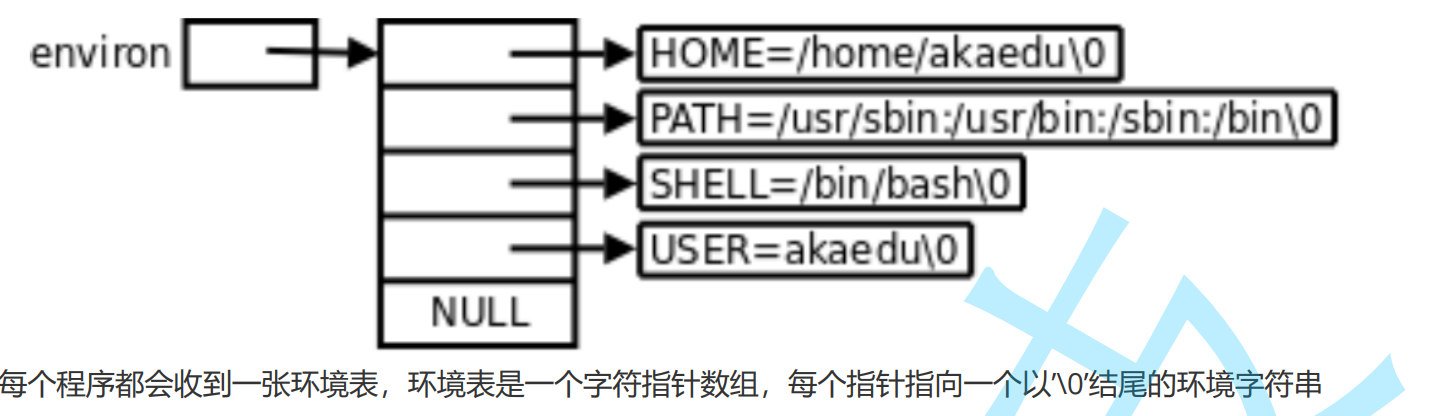 environ
HOME=/home/akaedu\0
PATH=/usr/sbin:/usr/bin:/sbin:/bin\0
SHELL=/bin/bash\0
USER=akaedu\0
NULL
每个程序都会收到一张环境表，环境表是一个字符指针数组，每个指针指向一个以’\0’结尾的环境字符串